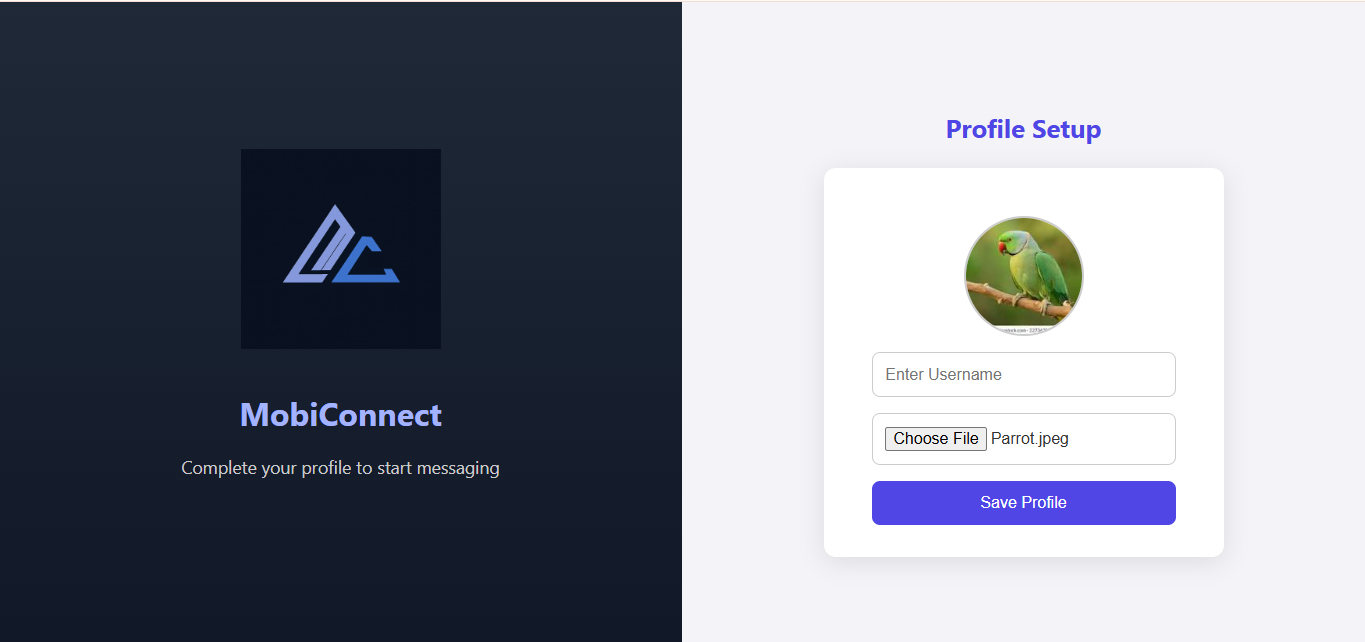 MobiConnect
Complete your profile to start messaging
Profile Setup
Enter Username
Choose File Parrot.jpeg
Save Profile